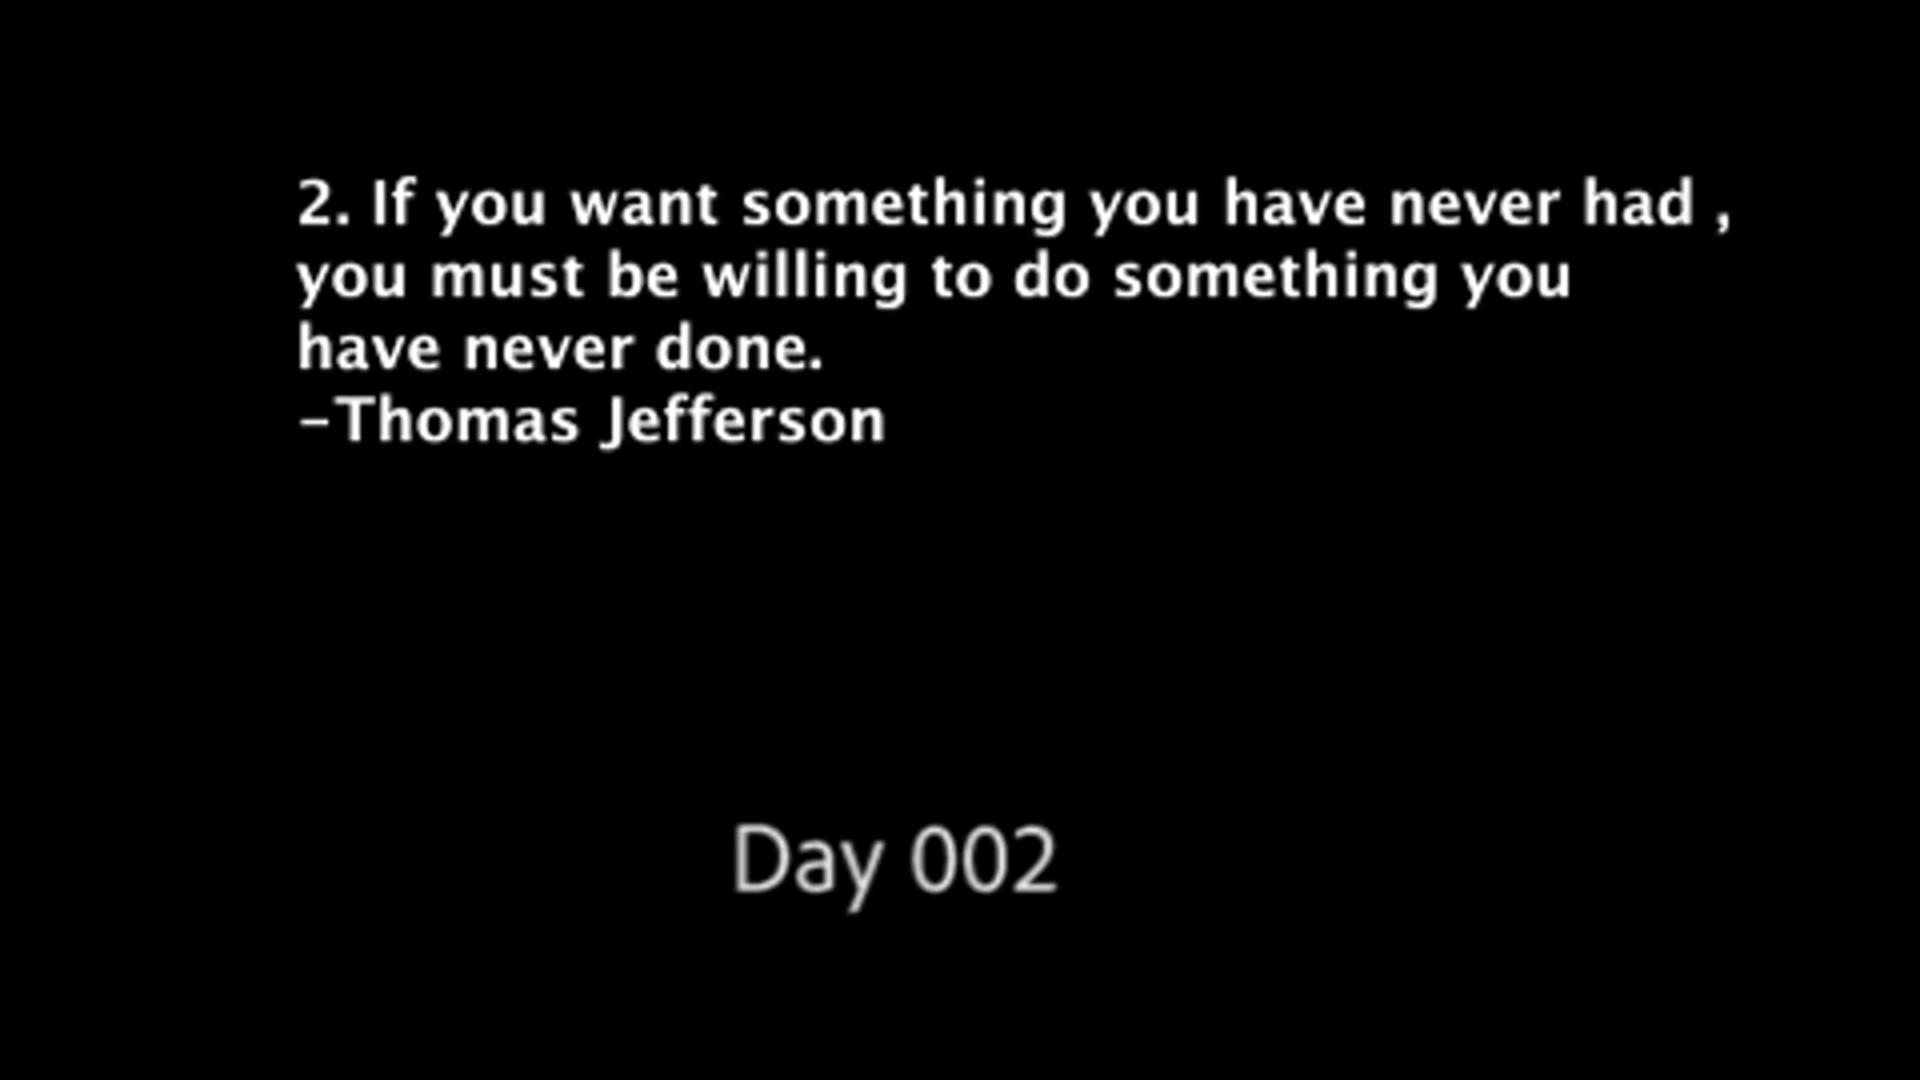 2. If you want something you have never had ,
you must be willing to do something you
have never done.
–Thomas Jefferson
Day 002